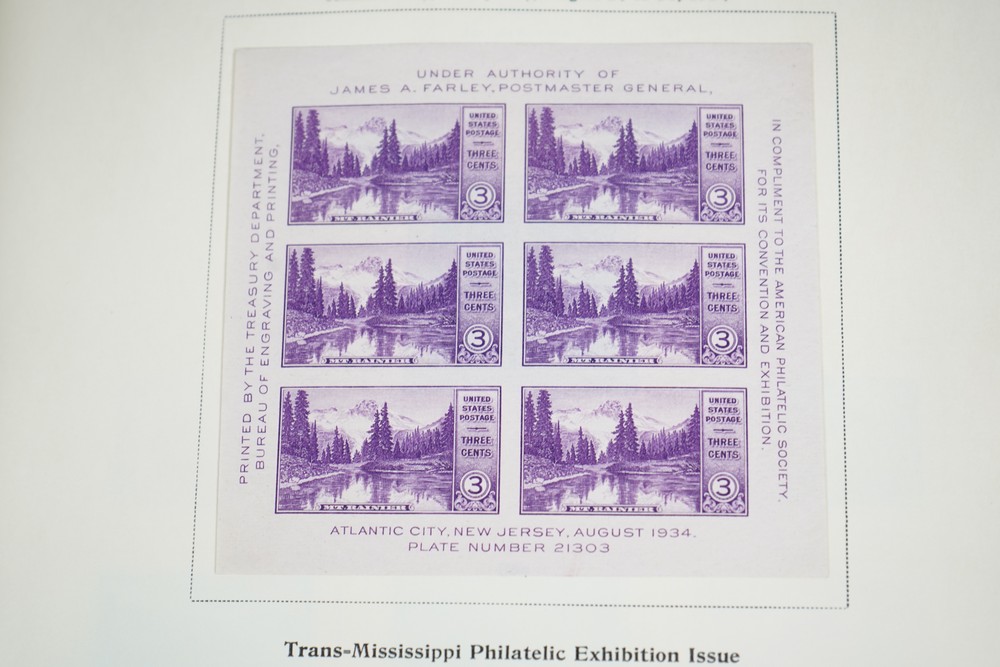 UNDER AUTHORITY OF
JAMES A. FARLEY, POSTMASTER GENERAL,
PRINTED BY THE TREASURY DEPARTMENT,
BUREAU OF ENGRAVING AND PRINTING,
UNITED
STATES
POSTAGE
THREE
CENTS
3
MT. RAINIER
UNITED
STATES
POSTAGE
THREE
CENTS
3
MT. RAINIER
UNITED
STATES
POSTAGE
THREE
CENTS
3
MT. RAINIER
UNITED
STATES
POSTAGE
THREE
CENTS
3
MT. RAINIER
UNITED
STATES
POSTAGE
THREE
CENTS
3
MT. RAINIER
UNITED
STATES
POSTAGE
THREE
CENTS
3
MT. RAINIER
IN COMPLIMENT TO THE AMERICAN PHILATELIC SOCIETY,
FOR ITS CONVENTION AND EXHIBITION.
ATLANTIC CITY, NEW JERSEY, AUGUST 1934.
PLATE NUMBER 21303
Trans=Mississippi Philatelic Exhibition Issue